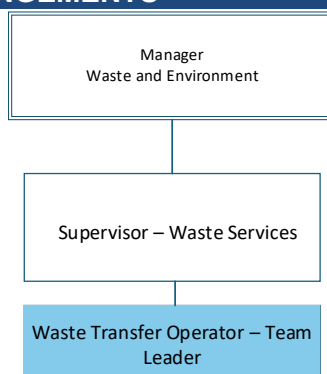 Manager
Waste and Environment
Supervisor – Waste Services
Waste Transfer Operator – Team
Leader